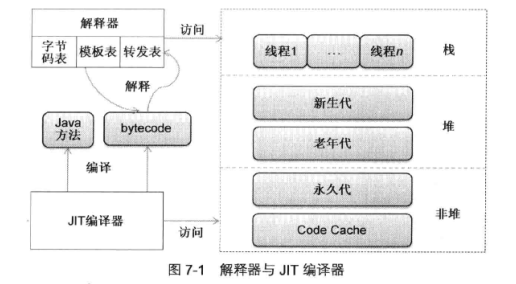 解释器
字节码表
模板表
转发表
访问
线程1
...
线程n
栈
解释
新生代
堆
老年代
Java方法
bytecode
编译
永久代
非堆
JIT编译器
访问
Code Cache
图 7-1 解释器与 JIT 编译器